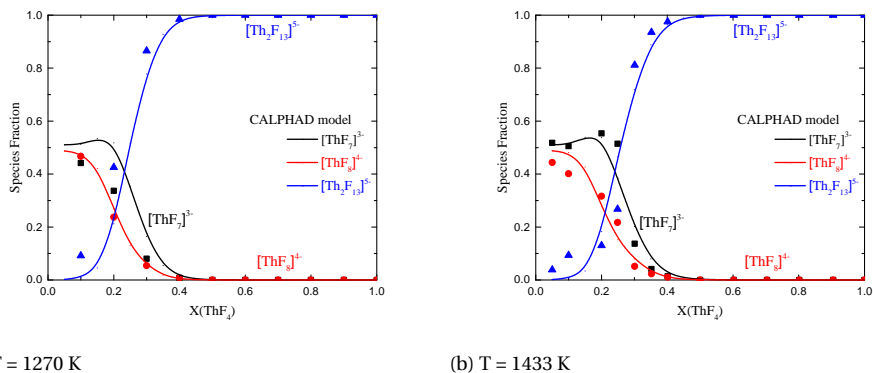 1.0
0.8
0.6
0.4
0.2
0.0
Species Fraction
[Th₂F₁₃]⁵⁻
CALPHAD model
[ThF₇]³⁻
[ThF₈]⁴⁻
[Th₂F₁₃]⁵⁻
[ThF₇]³⁻
[ThF₈]⁴⁻
0.0 0.2 0.4 0.6 0.8 1.0
X(ThF₄)
= 1270 K
1.0
0.8
0.6
0.4
0.2
0.0
Species Fraction
[Th₂F₁₃]⁵⁻
CALPHAD model
[ThF₇]³⁻
[ThF₈]⁴⁻
[Th₂F₁₃]⁵⁻
[ThF₇]³⁻
[ThF₈]⁴⁻
0.0 0.2 0.4 0.6 0.8 1.0
X(ThF₄)
(b) T = 1433 K